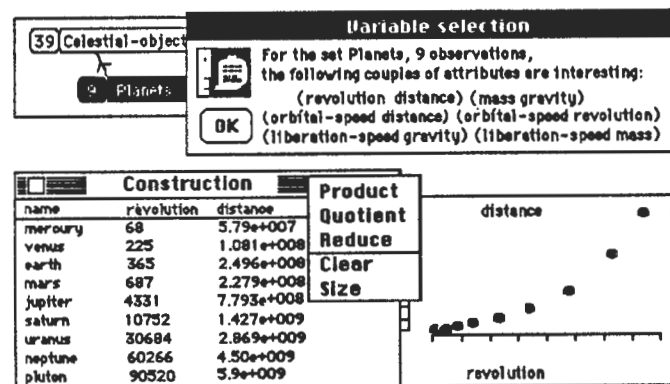 Variable selection
39 Celestial-object
9 Planets
For the set Planets, 9 observations,
the following couples of attributes are interesting:
(revolution distance) (mass gravity)
(orbital-speed distance) (orbital-speed revolution)
(liberation-speed gravity) (liberation-speed mass)
OK
Construction
name revolution distance
mercury 68 5.79e+007
venus 225 1.081e+008
earth 365 2.496e+008
mars 687 2.279e+008
jupiter 4331 7.793e+008
saturn 10752 1.427e+009
uranus 30684 2.869e+009
neptune 60266 4.50e+009
pluton 90520 5.9e+009
Product
Quotient
Reduce
Clear
Size
distance
revolution